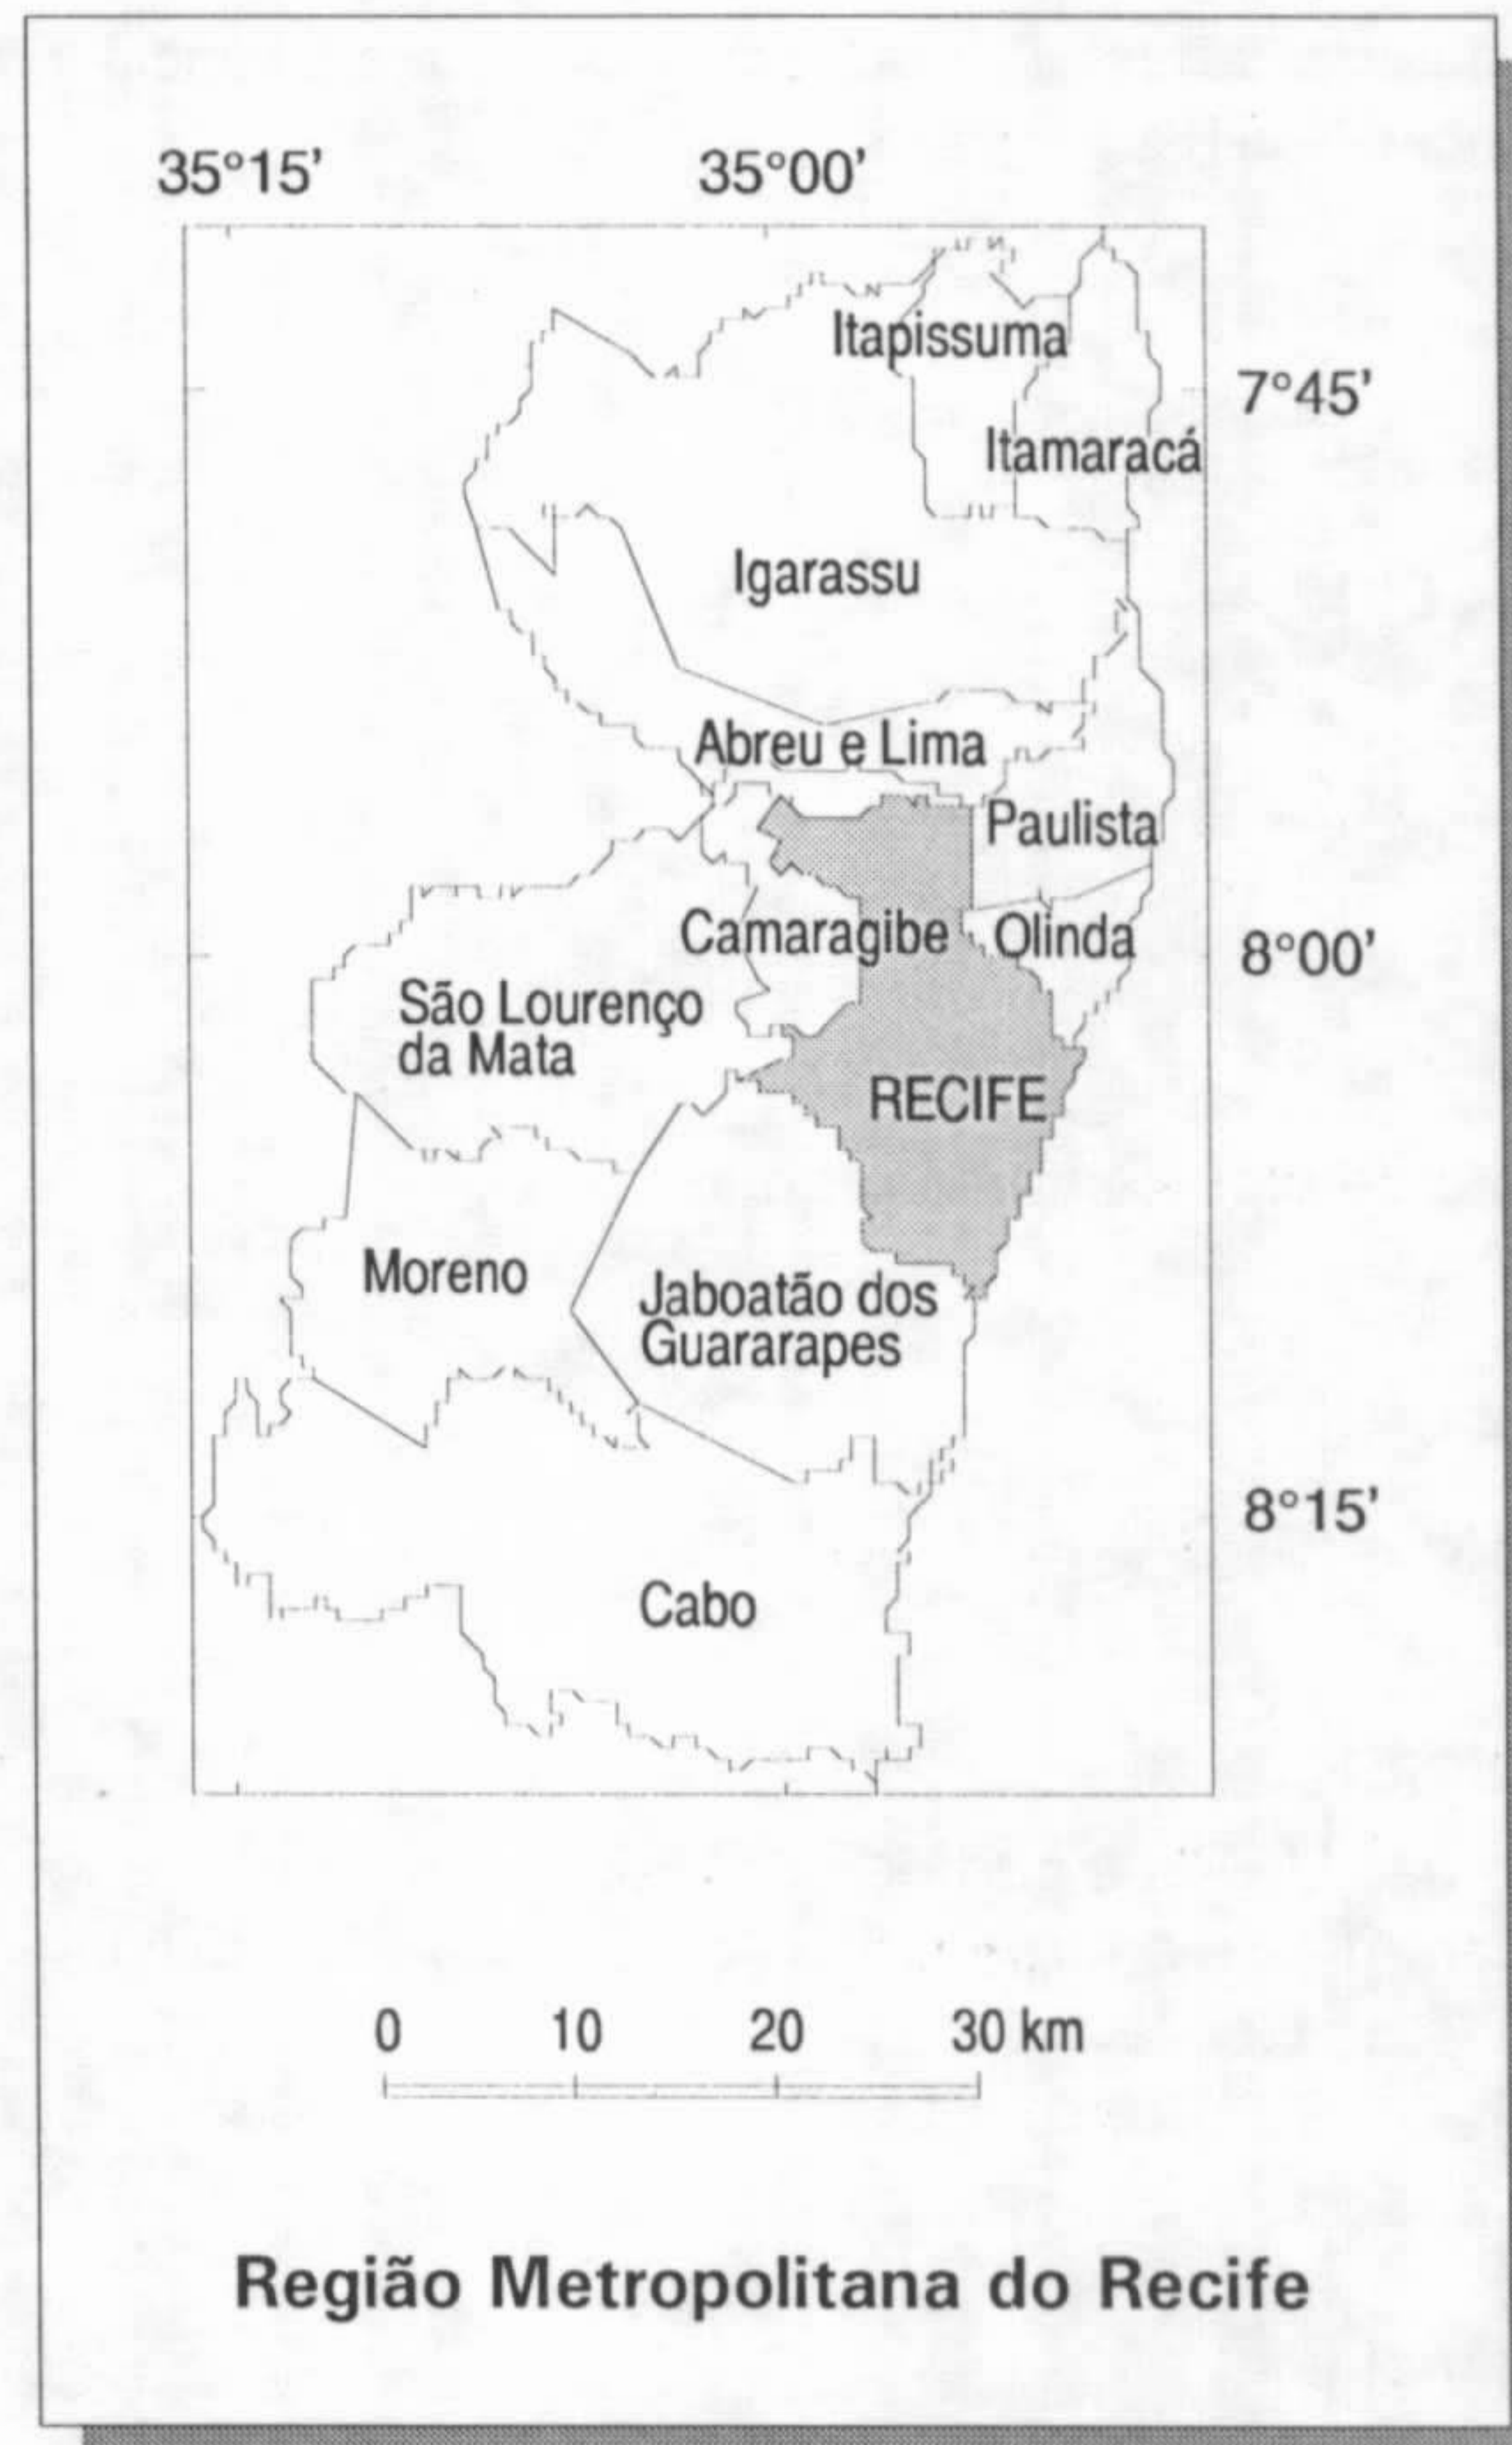 35°15'
35°00'
Itapissuma
7°45'
Itamaracá
Igarassu
Abreu e Lima
Paulista
Camaragibe
Olinda
8°00'
São Lourenço
da Mata
RECIFE
Moreno
Jaboatão dos
Guararapes
8°15'
Cabo
0 10 20 30 km
Região Metropolitana do Recife